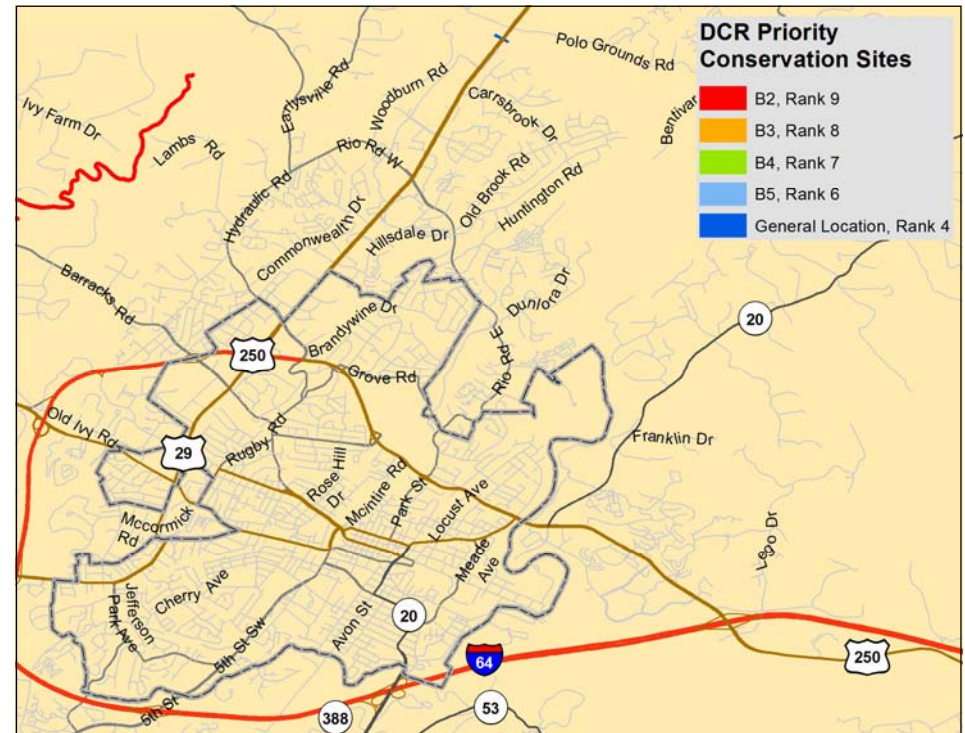 DCR Priority
Conservation Sites
B2, Rank 9
B3, Rank 8
B4, Rank 7
B5, Rank 6
General Location, Rank 4
Polo Grounds Rd
Earlysville Rd
Woodburn Rd
Carrsbrook Dr
Bentivar
Ivy Farm Dr
Lambs Rd
Rio Rd W
Old Brook Rd
Huntington Rd
Hydraulic Rd
Commonwealth Dr
Hillsdale Dr
Barracks Rd
Dunlora Dr
20
Brandywine Dr
250
Rio Rd E
Grove Rd
Old Ivy Rd
Rugby Rd
29
Franklin Dr
Rose Hill
Dr
Mcintire Rd
Park St
Locust Ave
Mccormick
Rd
Lego Dr
Meade
Ave
Cherry Ave
Jefferson
Park Ave
20
Avon St
5th St Sw
64
250
5th St
388
53